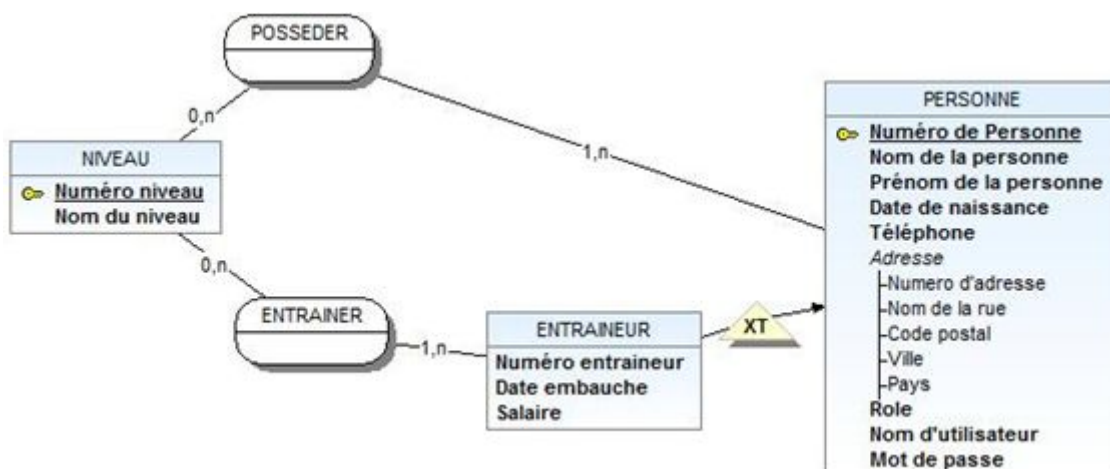 POSSEDER
0,n
1,n
NIVEAU
Numéro niveau
Nom du niveau
0,n
ENTRAINER
1,n
ENTRAINEUR
Numéro entraineur
Date embauche
Salaire
XT
PERSONNE
Numéro de Personne
Nom de la personne
Prénom de la personne
Date de naissance
Téléphone
Adresse
Numero d'adresse
Nom de la rue
Code postal
Ville
Pays
Role
Nom d'utilisateur
Mot de passe